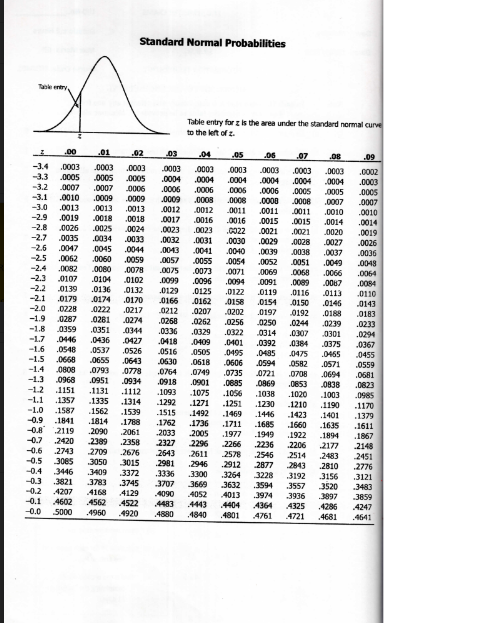 Standard Normal Probabilities
Table entry
z
Table entry for z is the area under the standard normal curve
to the left of z.
z .00 .01 .02 .03 .04 .05 .06 .07 .08 .09
−3.4 .0003 .0003 .0003 .0003 .0003 .0003 .0003 .0003 .0003 .0002
−3.3 .0005 .0005 .0005 .0004 .0004 .0004 .0004 .0004 .0004 .0003
−3.2 .0007 .0007 .0006 .0006 .0006 .0006 .0006 .0005 .0005 .0005
−3.1 .0010 .0009 .0009 .0009 .0008 .0008 .0008 .0008 .0007 .0007
−3.0 .0013 .0013 .0013 .0012 .0012 .0011 .0011 .0011 .0010 .0010
−2.9 .0019 .0018 .0018 .0017 .0016 .0016 .0015 .0015 .0014 .0014
−2.8 .0026 .0025 .0024 .0023 .0023 .0022 .0021 .0021 .0020 .0019
−2.7 .0035 .0034 .0033 .0032 .0031 .0030 .0029 .0028 .0027 .0026
−2.6 .0047 .0045 .0044 .0043 .0041 .0040 .0039 .0038 .0037 .0036
−2.5 .0062 .0060 .0059 .0057 .0055 .0054 .0052 .0051 .0049 .0048
−2.4 .0082 .0080 .0078 .0075 .0073 .0071 .0069 .0068 .0066 .0064
−2.3 .0107 .0104 .0102 .0099 .0096 .0094 .0091 .0089 .0087 .0084
−2.2 .0139 .0136 .0132 .0129 .0125 .0122 .0119 .0116 .0113 .0110
−2.1 .0179 .0174 .0170 .0166 .0162 .0158 .0154 .0150 .0146 .0143
−2.0 .0228 .0222 .0217 .0212 .0207 .0202 .0197 .0192 .0188 .0183
−1.9 .0287 .0281 .0274 .0268 .0262 .0256 .0250 .0244 .0239 .0233
−1.8 .0359 .0351 .0344 .0336 .0329 .0322 .0314 .0307 .0301 .0294
−1.7 .0446 .0436 .0427 .0418 .0409 .0401 .0392 .0384 .0375 .0367
−1.6 .0548 .0537 .0526 .0516 .0505 .0495 .0485 .0475 .0465 .0455
−1.5 .0668 .0655 .0643 .0630 .0618 .0606 .0594 .0582 .0571 .0559
−1.4 .0808 .0793 .0778 .0764 .0749 .0735 .0721 .0708 .0694 .0681
−1.3 .0968 .0951 .0934 .0918 .0901 .0885 .0869 .0853 .0838 .0823
−1.2 .1151 .1131 .1112 .1093 .1075 .1056 .1038 .1020 .1003 .0985
−1.1 .1357 .1335 .1314 .1292 .1271 .1251 .1230 .1210 .1190 .1170
−1.0 .1587 .1562 .1539 .1515 .1492 .1469 .1446 .1423 .1401 .1379
−0.9 .1841 .1814 .1788 .1762 .1736 .1711 .1685 .1660 .1635 .1611
−0.8 .2119 .2090 .2061 .2033 .2005 .1977 .1949 .1922 .1894 .1867
−0.7 .2420 .2389 .2358 .2327 .2296 .2266 .2236 .2206 .2177 .2148
−0.6 .2743 .2709 .2676 .2643 .2611 .2578 .2546 .2514 .2483 .2451
−0.5 .3085 .3050 .3015 .2981 .2946 .2912 .2877 .2843 .2810 .2776
−0.4 .3446 .3409 .3372 .3336 .3300 .3264 .3228 .3192 .3156 .3121
−0.3 .3821 .3783 .3745 .3707 .3669 .3632 .3594 .3557 .3520 .3483
−0.2 .4207 .4168 .4129 .4090 .4052 .4013 .3974 .3936 .3897 .3859
−0.1 .4602 .4562 .4522 .4483 .4443 .4404 .4364 .4325 .4286 .4247
−0.0 .5000 .4960 .4920 .4880 .4840 .4801 .4761 .4721 .4681 .4641